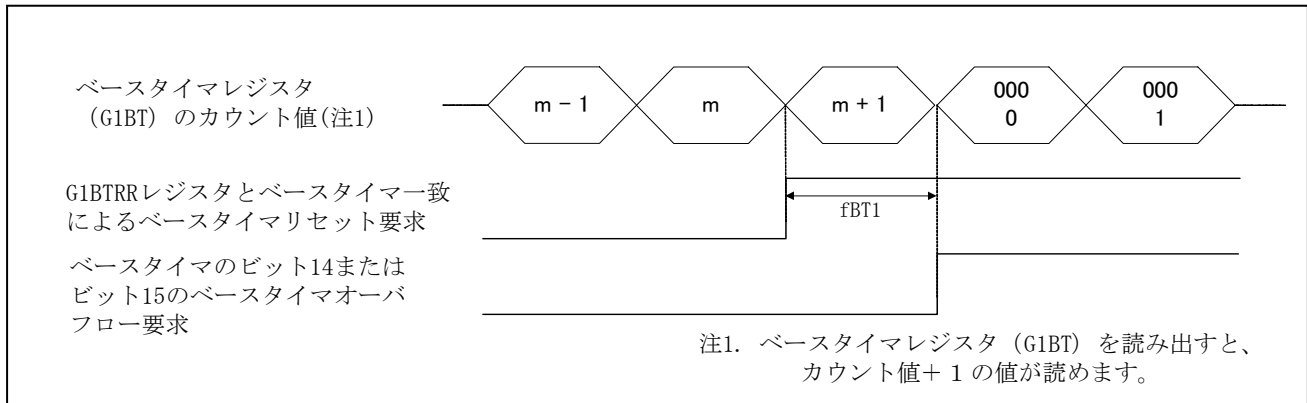 ベースタイマレジスタ
(G1BT) のカウント値(注1)
m - 1
m
m + 1
000
0
000
1
G1BTRRレジスタとベースタイマ一致
によるベースタイマリセット要求
fBT1
ベースタイマのビット14または
ビット15のベースタイマオーバ
フロー要求
注1. ベースタイマレジスタ (G1BT) を読み出すと、
カウント値+1の値が読めます。